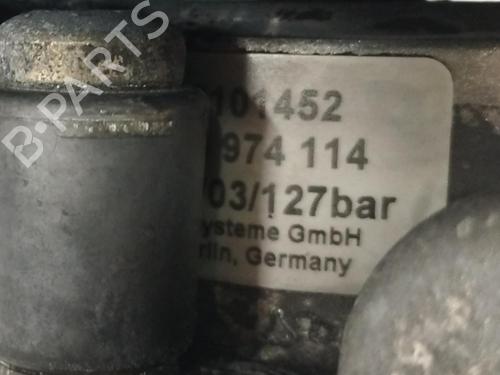 101452
974 114
/03/127bar
ysteme GmbH
rlin, Germany
B-PARTS